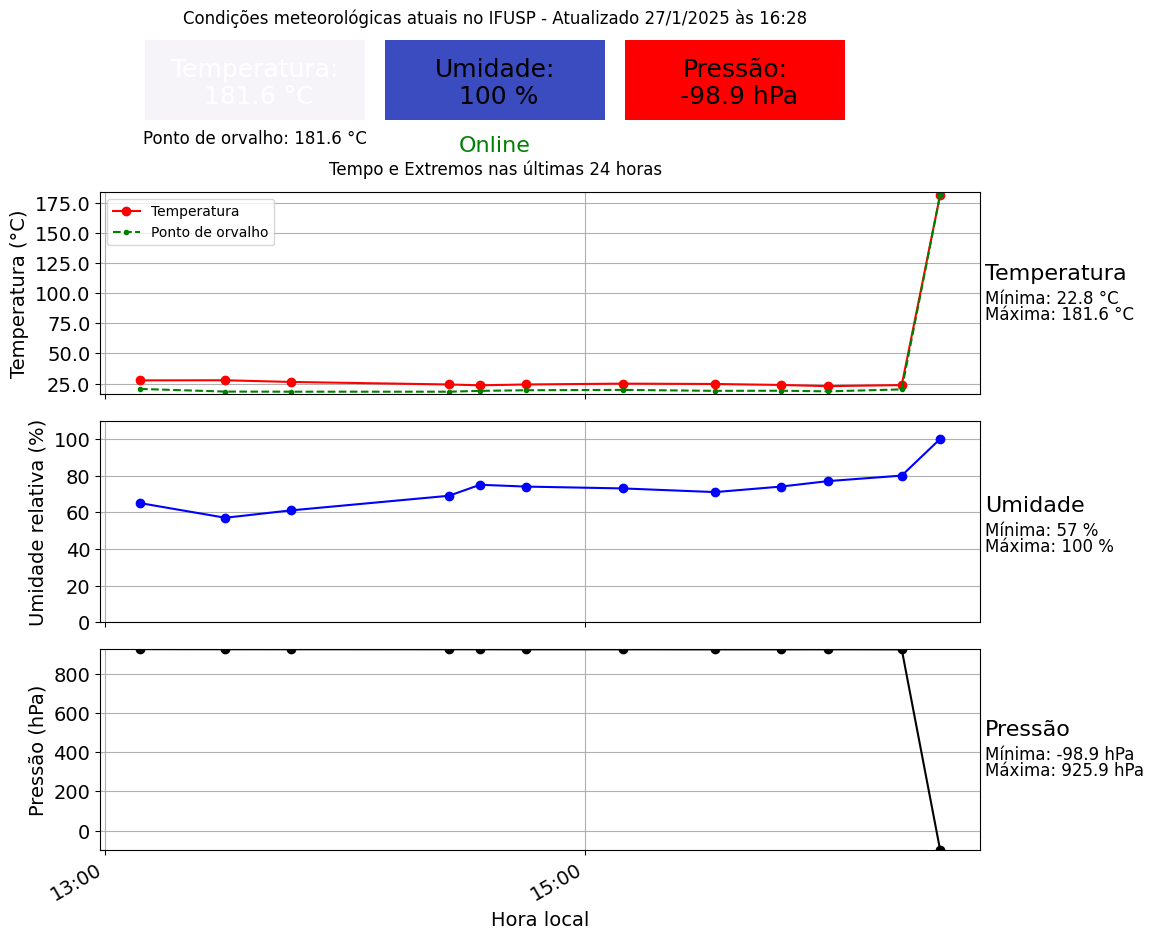 Condições meteorológicas atuais no IFUSP - Atualizado 27/1/2025 às 16:28
Temperatura:
181.6 °C
Umidade:
100 %
Pressão:
-98.9 hPa
Ponto de orvalho: 181.6 °C
Online
Tempo e Extremos nas últimas 24 horas
Temperatura (°C)
175.0
150.0
125.0
100.0
75.0
50.0
25.0
Temperatura
Ponto de orvalho
Temperatura
Mínima: 22.8 °C
Máxima: 181.6 °C
Umidade relativa (%)
100
80
60
40
20
0
Umidade
Mínima: 57 %
Máxima: 100 %
Pressão (hPa)
800
600
400
200
0
Pressão
Mínima: -98.9 hPa
Máxima: 925.9 hPa
13:00
15:00
Hora local